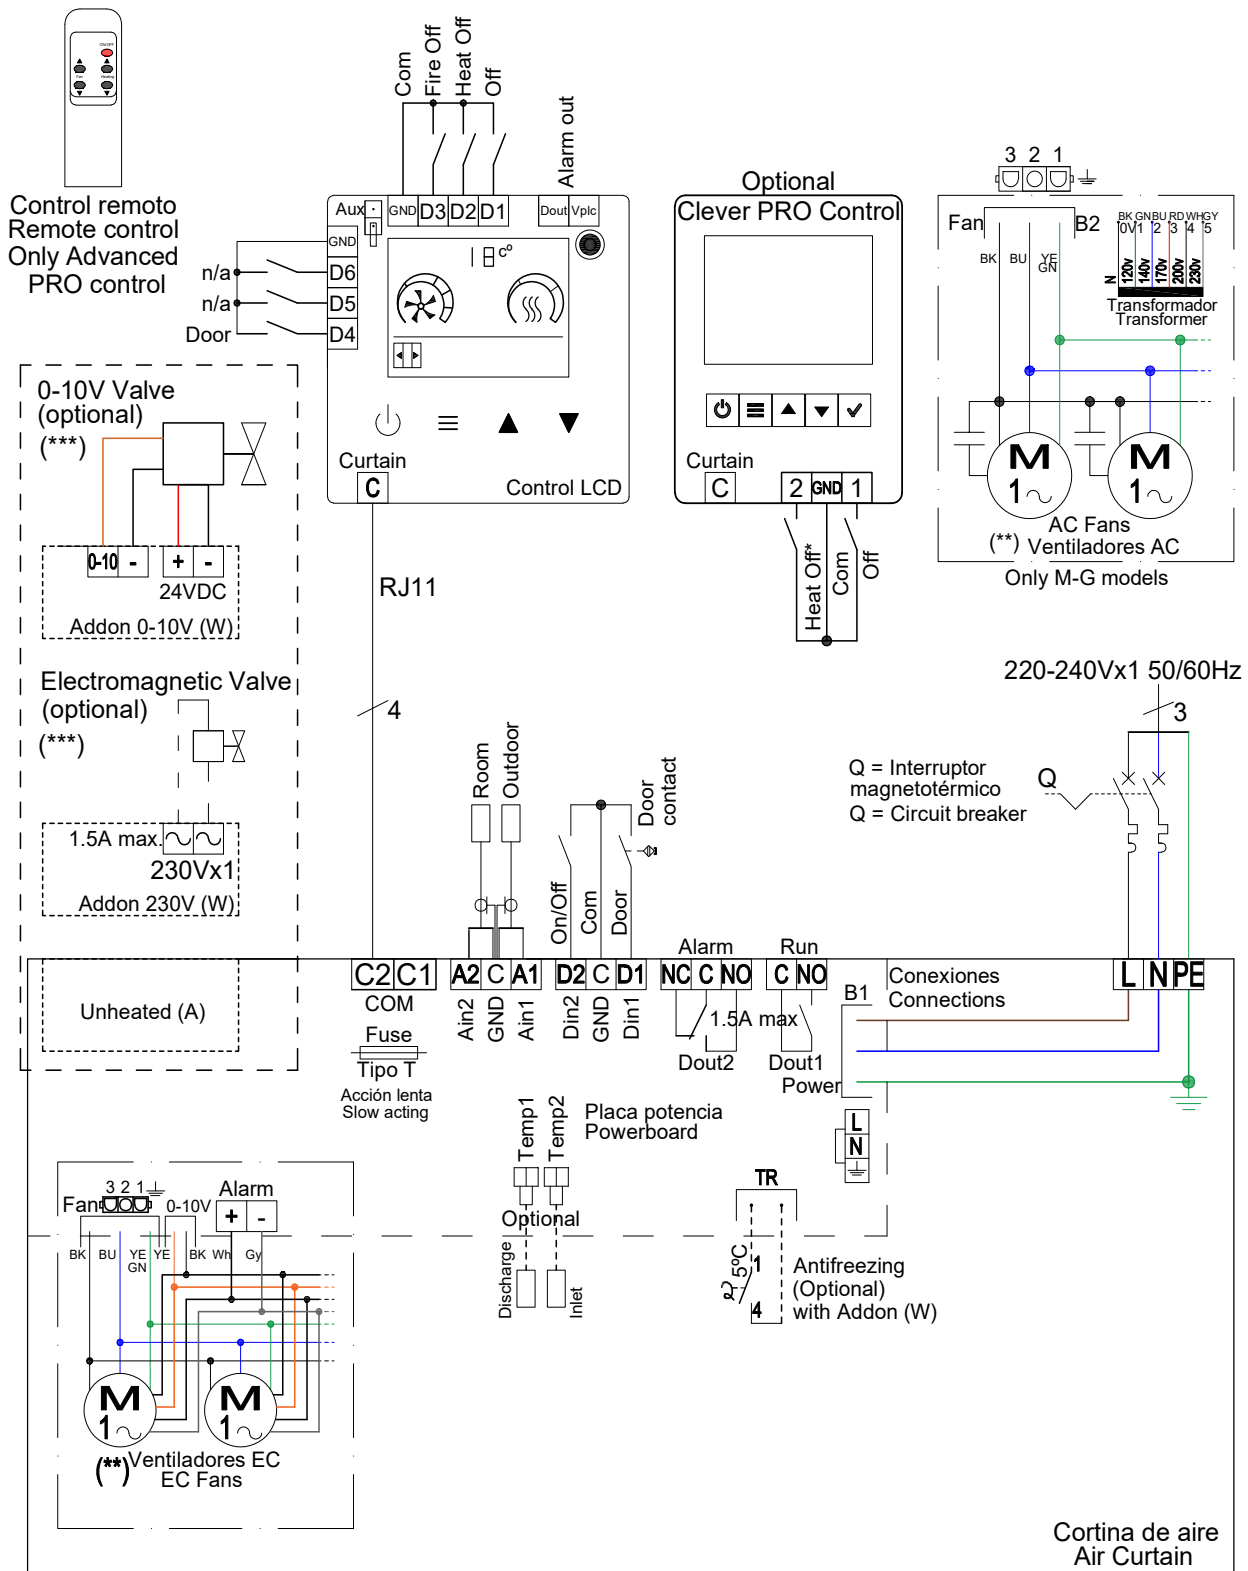 ON/OFF
Fan
Heating
Control remoto
Remote control
Only Advanced
PRO control
Com
Fire Off
Heat Off
Off
Alarm out
Aux
GND D3 D2 D1
Dout Vplc
GND
D6
D5
D4
n/a
n/a
Door
cº
Curtain
C
Control LCD
Optional
Clever PRO Control
Curtain
C
2 GND 1
Heat Off*
Com
Off
3 2 1
Fan
B2
BK BU YE
GN
BK GN BU RD WH GY
0V 1 2 3 4 5
N
120v
140v
170v
200v
230v
Transformador
Transformer
M
1
M
1
AC Fans
(**) Ventiladores AC
Only M-G models
0-10V Valve
(optional)
(***)
0-10 - + -
24VDC
Addon 0-10V (W)
Electromagnetic Valve
(optional)
(***)
1.5A max.
230Vx1
Addon 230V (W)
Unheated (A)
RJ11
4
Room
Outdoor
On/Off
Com
Door
Door
contact
220-240Vx1 50/60Hz
3
Q = Interruptor
magnetotérmico
Q = Circuit breaker
Q
C2 C1
COM
Fuse
Tipo T
Acción lenta
Slow acting
A2 C A1
Ain2
GND
Ain1
D2 C D1
Din2
GND
Din1
Alarm
NC C NO
Dout2
Run
C NO
1.5A max
Dout1
Power
B1
Conexiones
Connections
L N PE
L
N
Placa potencia
Powerboard
Temp1
Temp2
Optional
Discharge
Inlet
TR
5ºC
1
4
Antifreezing
(Optional)
with Addon (W)
3 2 1
Fan
0-10V
Alarm
+ -
BK BU YE
GN
YE BK Wh Gy
M
1
M
1
(**) Ventiladores EC
EC Fans
Cortina de aire
Air Curtain